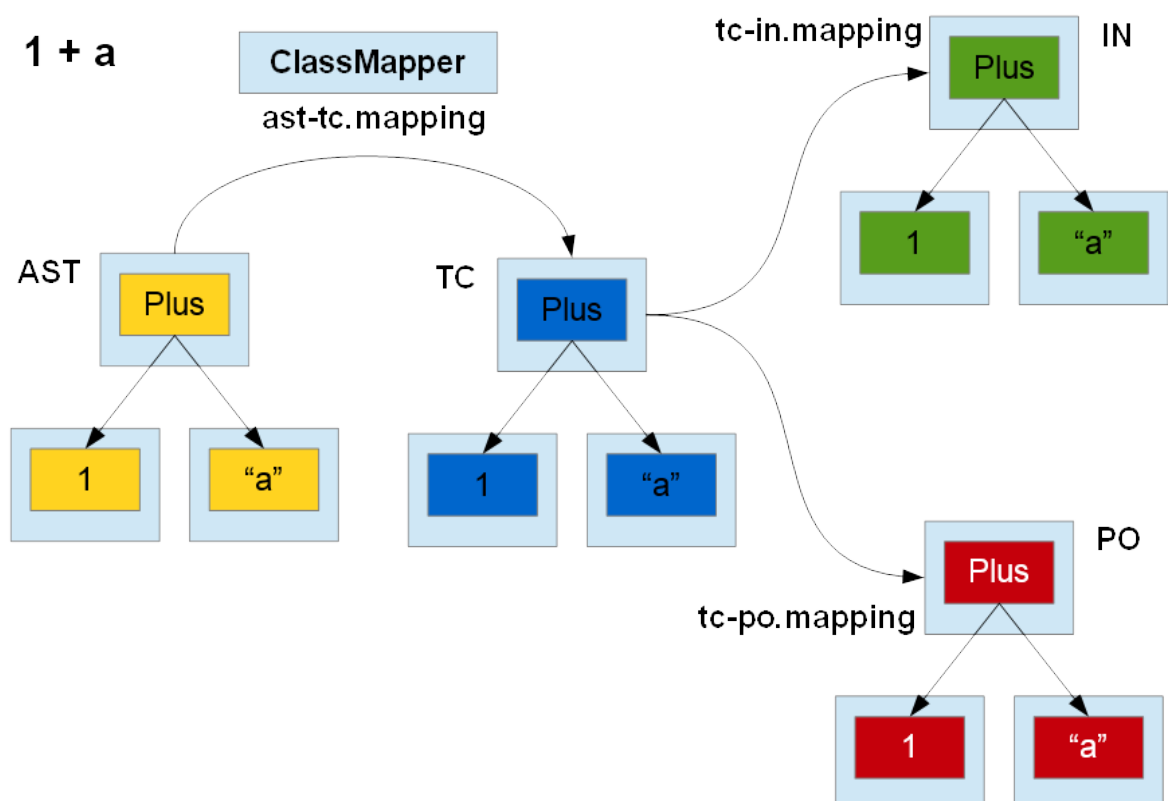 1 + a
ClassMapper
ast-tc.mapping
tc-in.mapping
IN
Plus
1
“a”
AST
Plus
1
“a”
TC
Plus
1
“a”
PO
Plus
tc-po.mapping
1
“a”